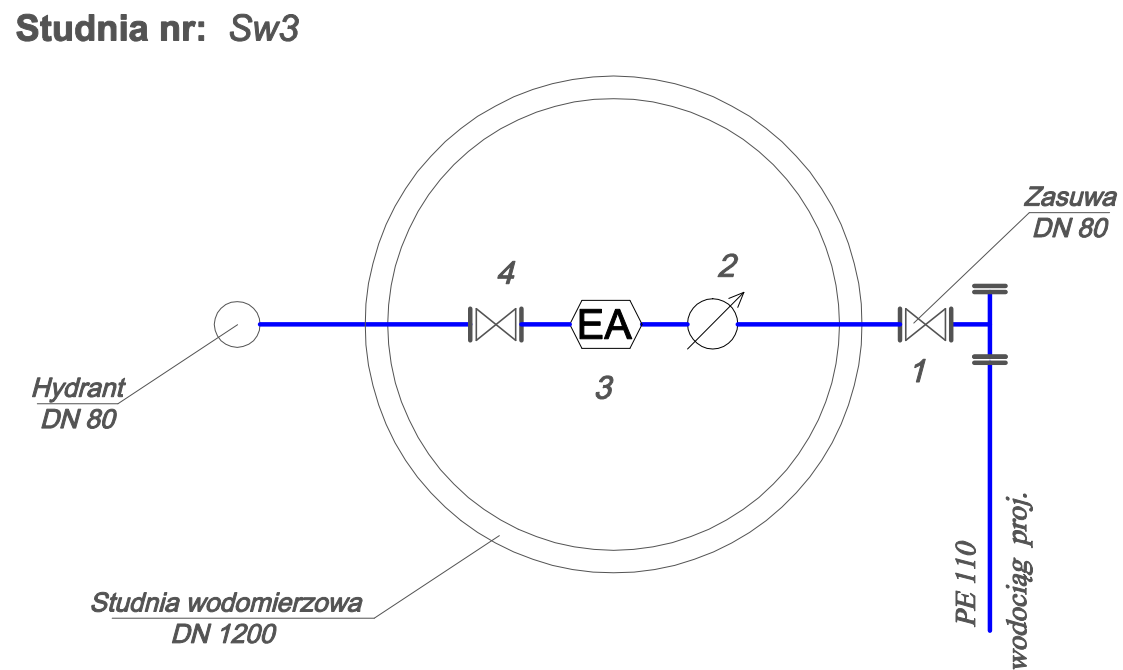 Studnia nr: Sw3
Zasuwa
DN 80
4
2
EA
3
1
Hydrant
DN 80
PE 110
wodociąg proj.
Studnia wodomierzowa
DN 1200